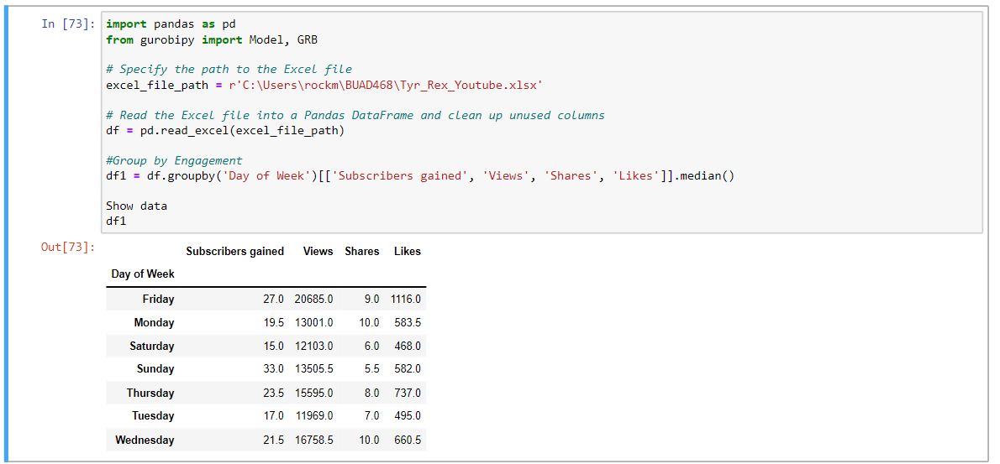 In [73]: import pandas as pd
from gurobipy import Model, GRB
# Specify the path to the Excel file
excel_file_path = r'C:\Users\rockm\BUAD468\Tyr_Rex_Youtube.xlsx'
# Read the Excel file into a Pandas DataFrame and clean up unused columns
df = pd.read_excel(excel_file_path)
#Group by Engagement
df1 = df.groupby('Day of Week')[['Subscribers gained', 'Views', 'Shares', 'Likes']].median()
Show data
df1
Out[73]:
Subscribers gained Views Shares Likes
Day of Week
Friday 27.0 20685.0 9.0 1116.0
Monday 19.5 13001.0 10.0 583.5
Saturday 15.0 12103.0 6.0 468.0
Sunday 33.0 13505.5 5.5 582.0
Thursday 23.5 15595.0 8.0 737.0
Tuesday 17.0 11969.0 7.0 495.0
Wednesday 21.5 16758.5 10.0 660.5